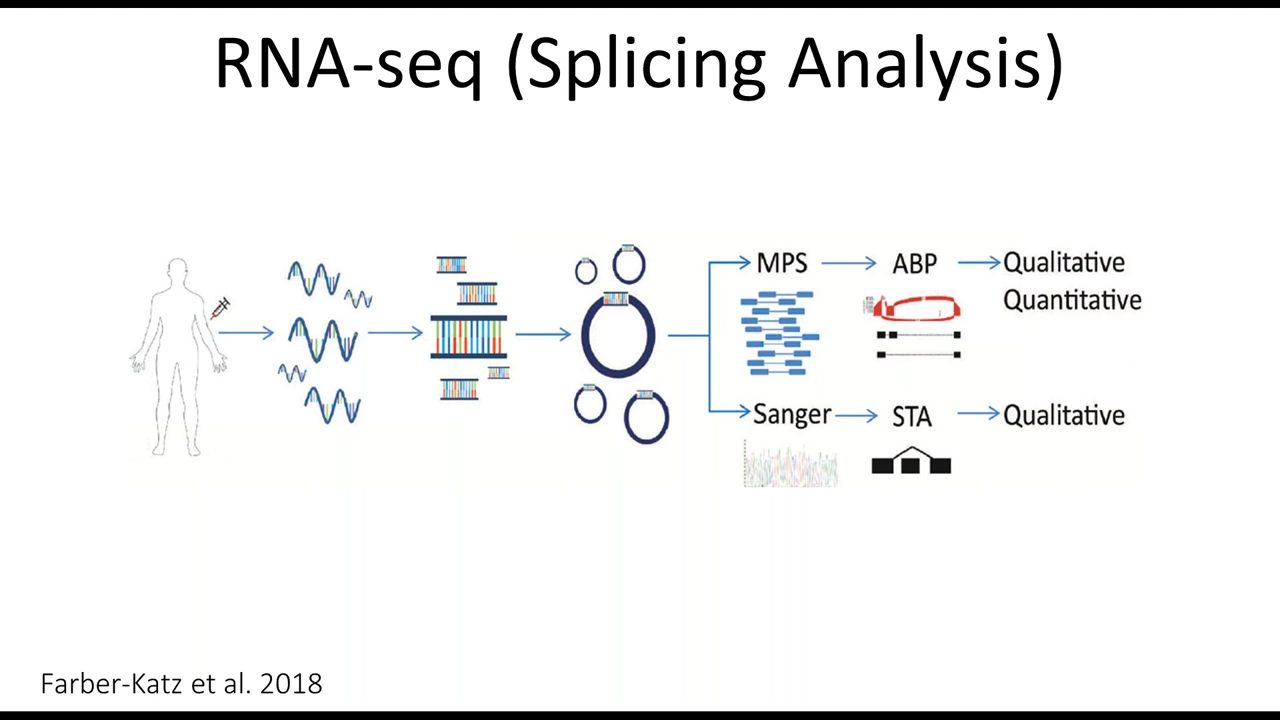 RNA-seq (Splicing Analysis)
MPS
ABP
Qualitative
Quantitative
Sanger
STA
Qualitative
Farber-Katz et al. 2018